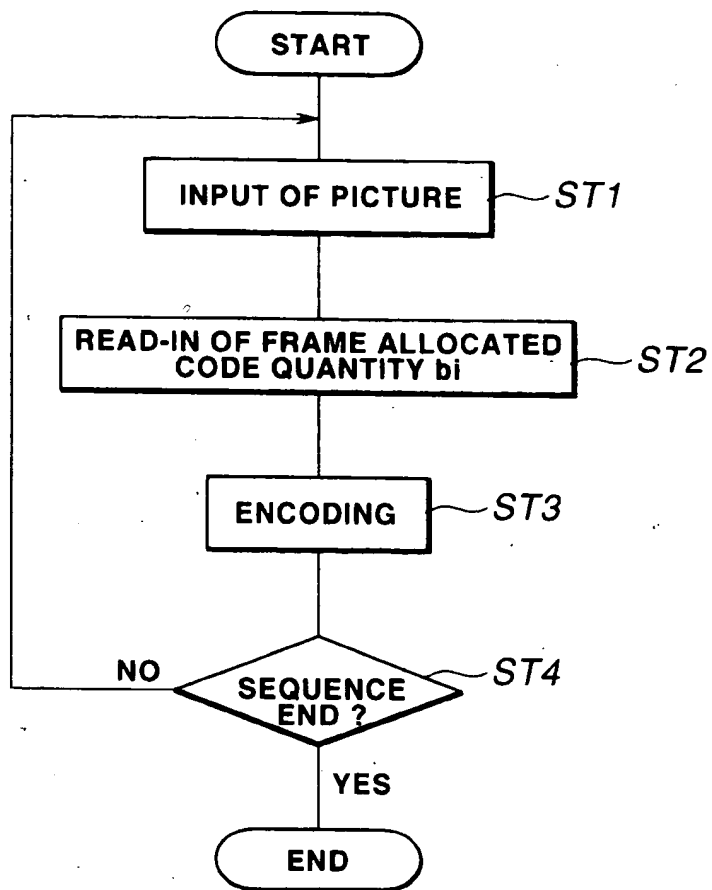 START
INPUT OF PICTURE
ST1
READ-IN OF FRAME ALLOCATED
CODE QUANTITY bi
ST2
ENCODING
ST3
NO
SEQUENCE
END ?
ST4
YES
END